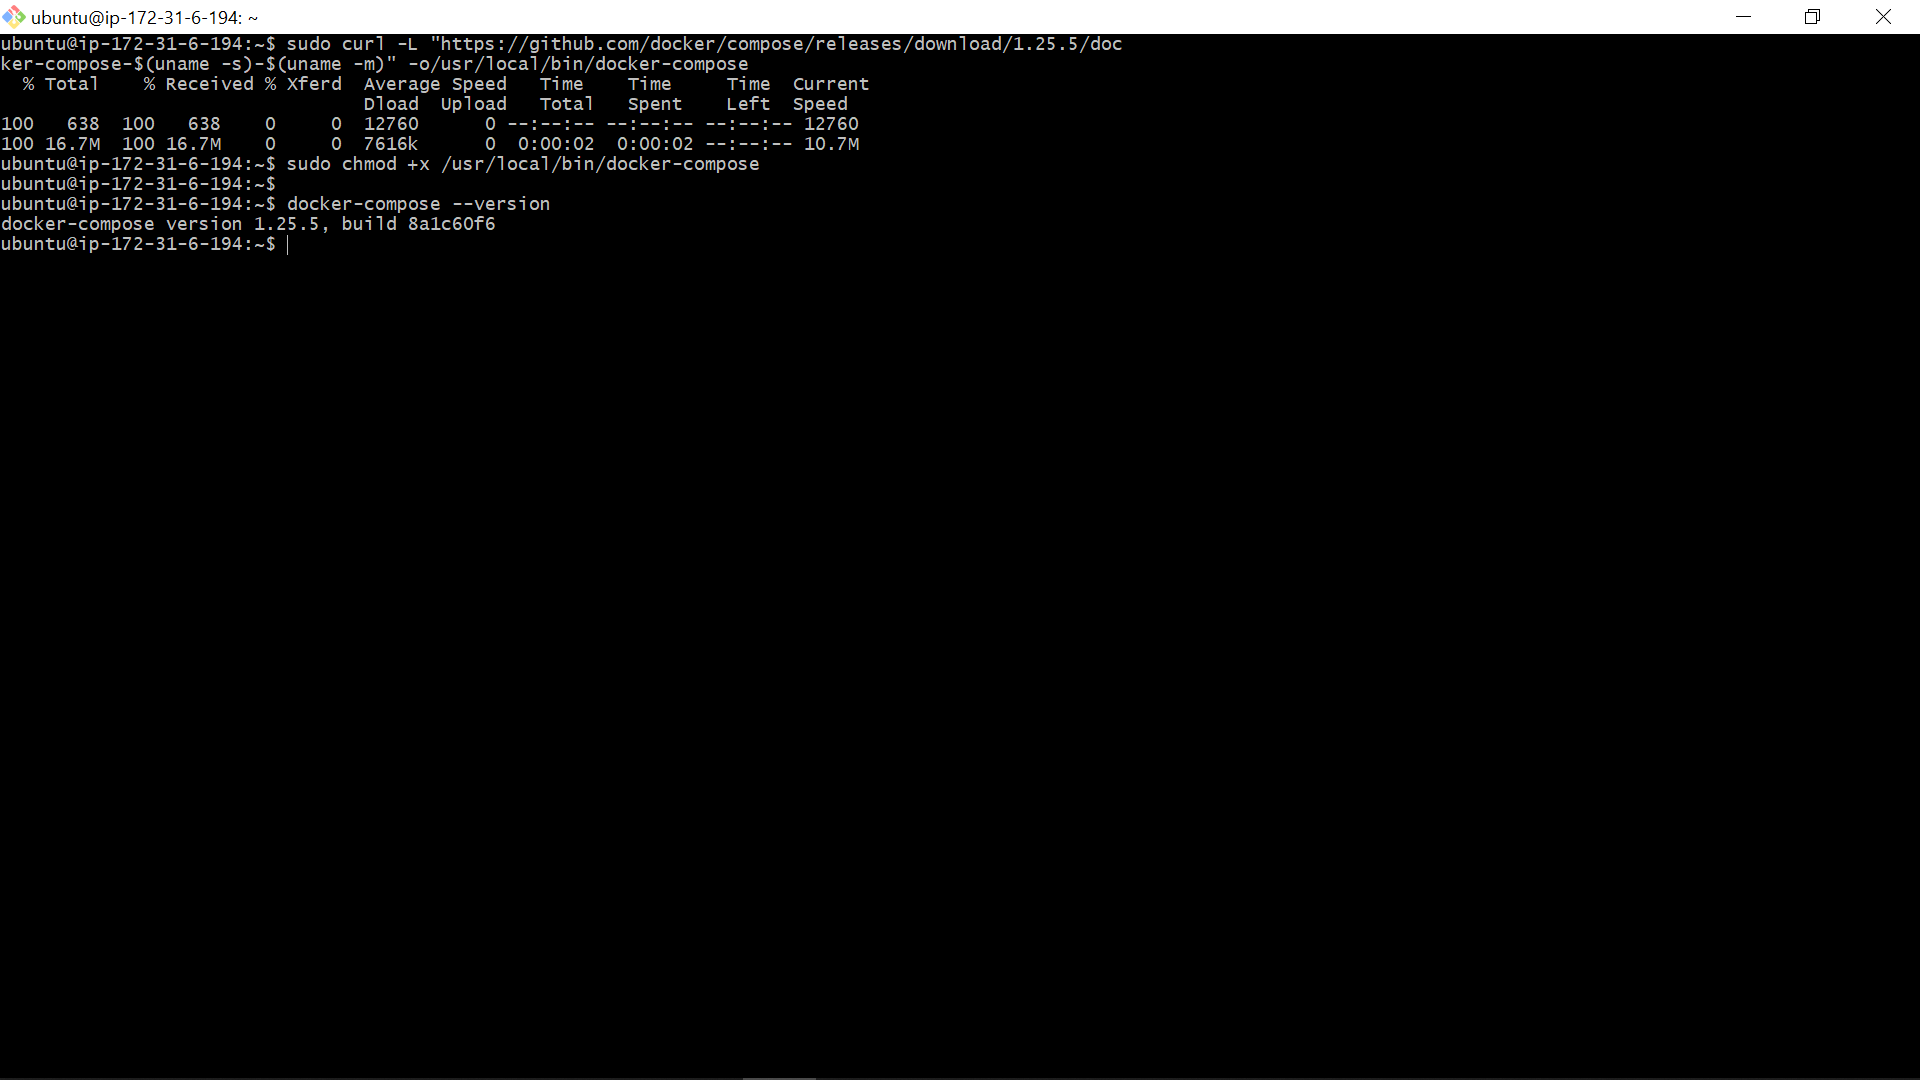 ubuntu@ip-172-31-6-194: ~
ubuntu@ip-172-31-6-194:~$ sudo curl -L "https://github.com/docker/compose/releases/download/1.25.5/doc
ker-compose-$(uname -s)-$(uname -m)" -o/usr/local/bin/docker-compose
  % Total    % Received % Xferd  Average Speed   Time    Time     Time  Current
                                 Dload  Upload   Total   Spent    Left  Speed
100   638  100   638    0     0  12760      0 --:--:-- --:--:-- --:--:-- 12760
100 16.7M  100 16.7M    0     0  7616k      0  0:00:02  0:00:02 --:--:-- 10.7M
ubuntu@ip-172-31-6-194:~$ sudo chmod +x /usr/local/bin/docker-compose
ubuntu@ip-172-31-6-194:~$
ubuntu@ip-172-31-6-194:~$ docker-compose --version
docker-compose version 1.25.5, build 8a1c60f6
ubuntu@ip-172-31-6-194:~$